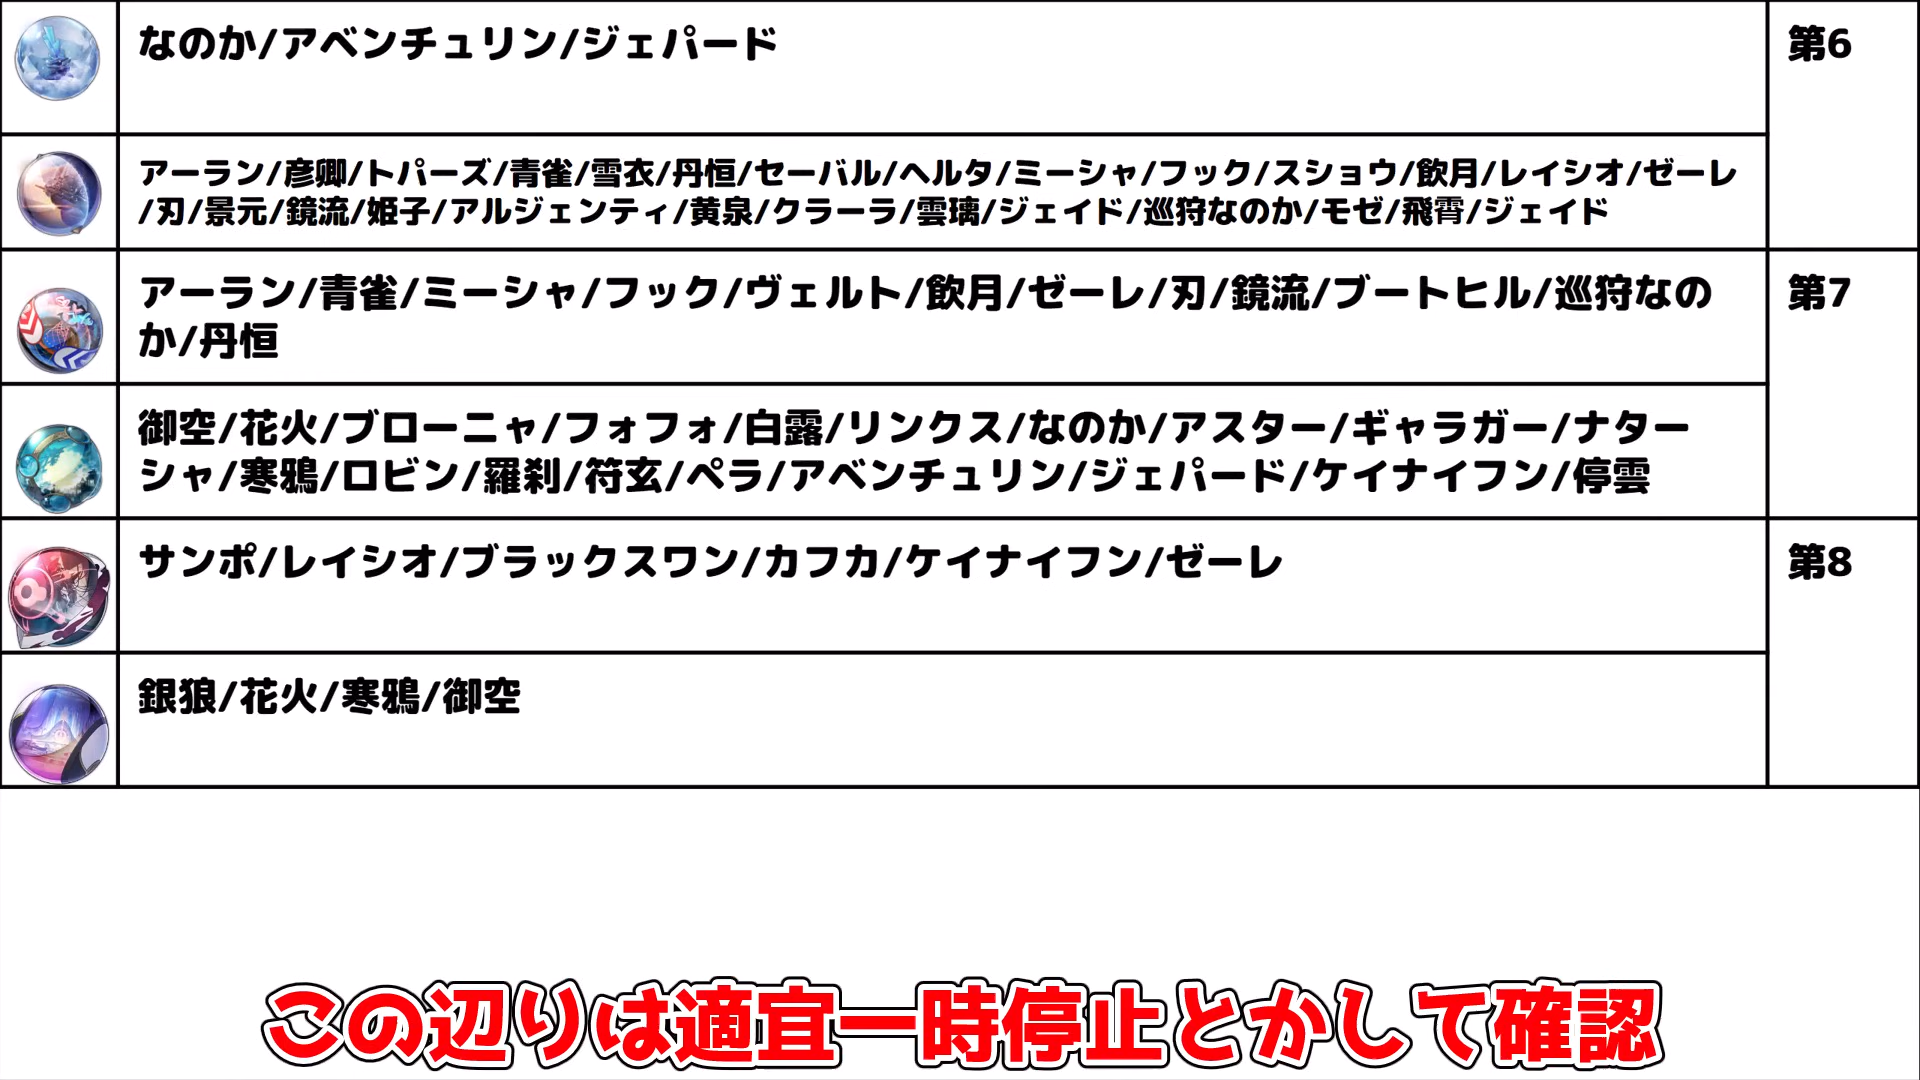 なのか/アベンチュリン/ジェパード
第6
アーラン/彦卿/トパーズ/青雀/雪衣/丹恒/セーバル/ヘルタ/ミーシャ/フック/スショウ/飲月/レイシオ/ゼーレ
/刃/景元/鏡流/姫子/アルジェンティ/黄泉/クラーラ/雲璃/ジェイド/巡狩なのか/モゼ/飛霄/ジェイド
アーラン/青雀/ミーシャ/フック/ヴェルト/飲月/ゼーレ/刃/鏡流/ブートヒル/巡狩なの
か/丹恒
第7
御空/花火/ブローニャ/フォフォ/白露/リンクス/なのか/アスター/ギャラガー/ナター
シャ/寒鴉/ロビン/羅刹/符玄/ペラ/アベンチュリン/ジェパード/ケイナイフン/停雲
サンポ/レイシオ/ブラックスワン/カフカ/ケイナイフン/ゼーレ
第8
銀狼/花火/寒鴉/御空
この辺りは適宜一時停止とかして確認